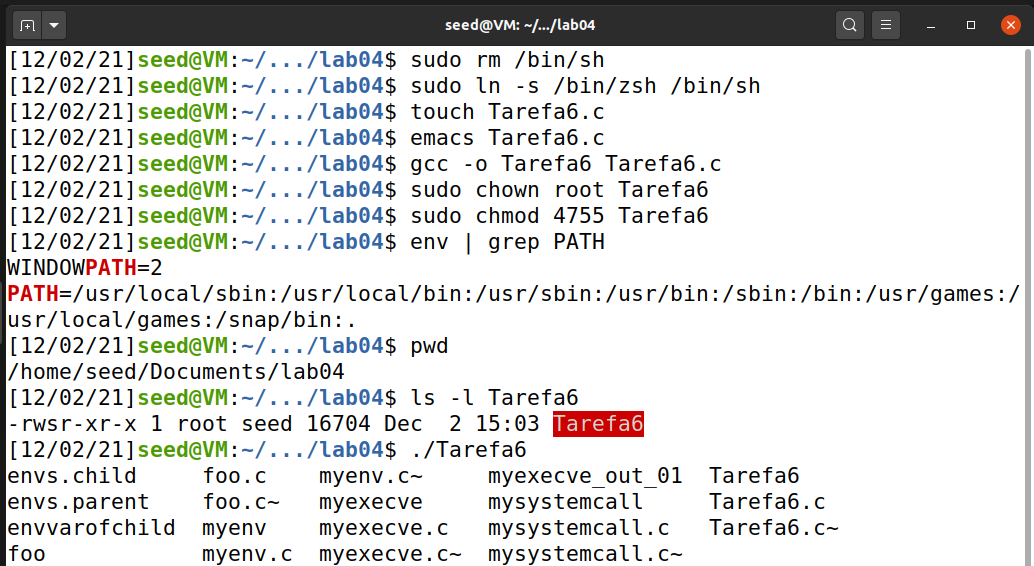 seed@VM: ~/.../lab04
[12/02/21]seed@VM:~/.../lab04$ sudo rm /bin/sh
[12/02/21]seed@VM:~/.../lab04$ sudo ln -s /bin/zsh /bin/sh
[12/02/21]seed@VM:~/.../lab04$ touch Tarefa6.c
[12/02/21]seed@VM:~/.../lab04$ emacs Tarefa6.c
[12/02/21]seed@VM:~/.../lab04$ gcc -o Tarefa6 Tarefa6.c
[12/02/21]seed@VM:~/.../lab04$ sudo chown root Tarefa6
[12/02/21]seed@VM:~/.../lab04$ sudo chmod 4755 Tarefa6
[12/02/21]seed@VM:~/.../lab04$ env | grep PATH
WINDOWPATH=2
PATH=/usr/local/sbin:/usr/local/bin:/usr/sbin:/usr/bin:/sbin:/bin:/usr/games:/
usr/local/games:/snap/bin:.
[12/02/21]seed@VM:~/.../lab04$ pwd
/home/seed/Documents/lab04
[12/02/21]seed@VM:~/.../lab04$ ls -l Tarefa6
-rwsr-xr-x 1 root seed 16704 Dec  2 15:03 Tarefa6
[12/02/21]seed@VM:~/.../lab04$ ./Tarefa6
envs.child     foo.c    myenv.c~     myexecve_out_01  Tarefa6
envs.parent    foo.c~   myexecve     mysystemcall     Tarefa6.c
envvarofchild  myenv    myexecve.c   mysystemcall.c   Tarefa6.c~
foo            myenv.c  myexecve.c~  mysystemcall.c~